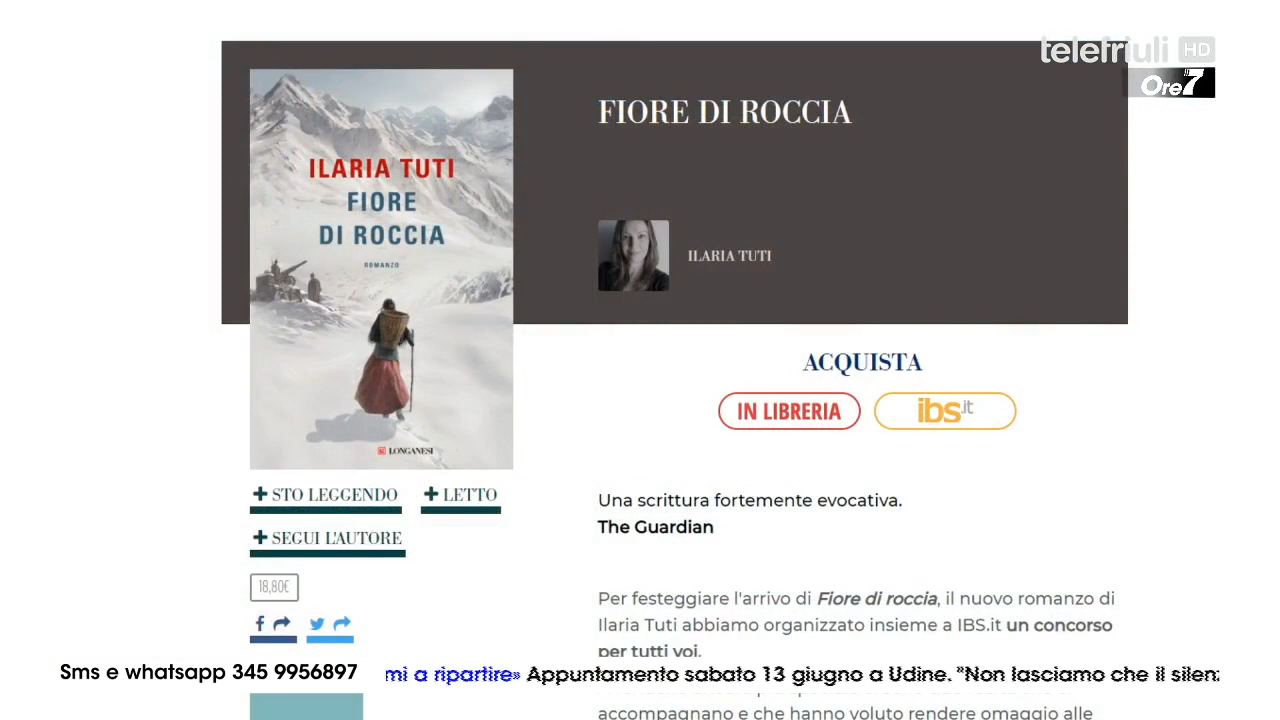 telefriuli HD
Ore7
FIORE DI ROCCIA
ILARIA TUTI
FIORE
DI ROCCIA
ROMANZO
LONGANESI
ILARIA TUTI
ACQUISTA
IN LIBRERIA
ibs.it
+ STO LEGGENDO
+ LETTO
+ SEGUI L'AUTORE
18,80€
Una scrittura fortemente evocativa.
The Guardian
Per festeggiare l'arrivo di Fiore di roccia, il nuovo romanzo di
Ilaria Tuti abbiamo organizzato insieme a IBS.it un concorso
per tutti voi.
accompagnano e che hanno voluto rendere omaggio alle
Sms e whatsapp 345 9956897
mi a ripartire» Appuntamento sabato 13 giugno a Udine. "Non lasciamo che il silen